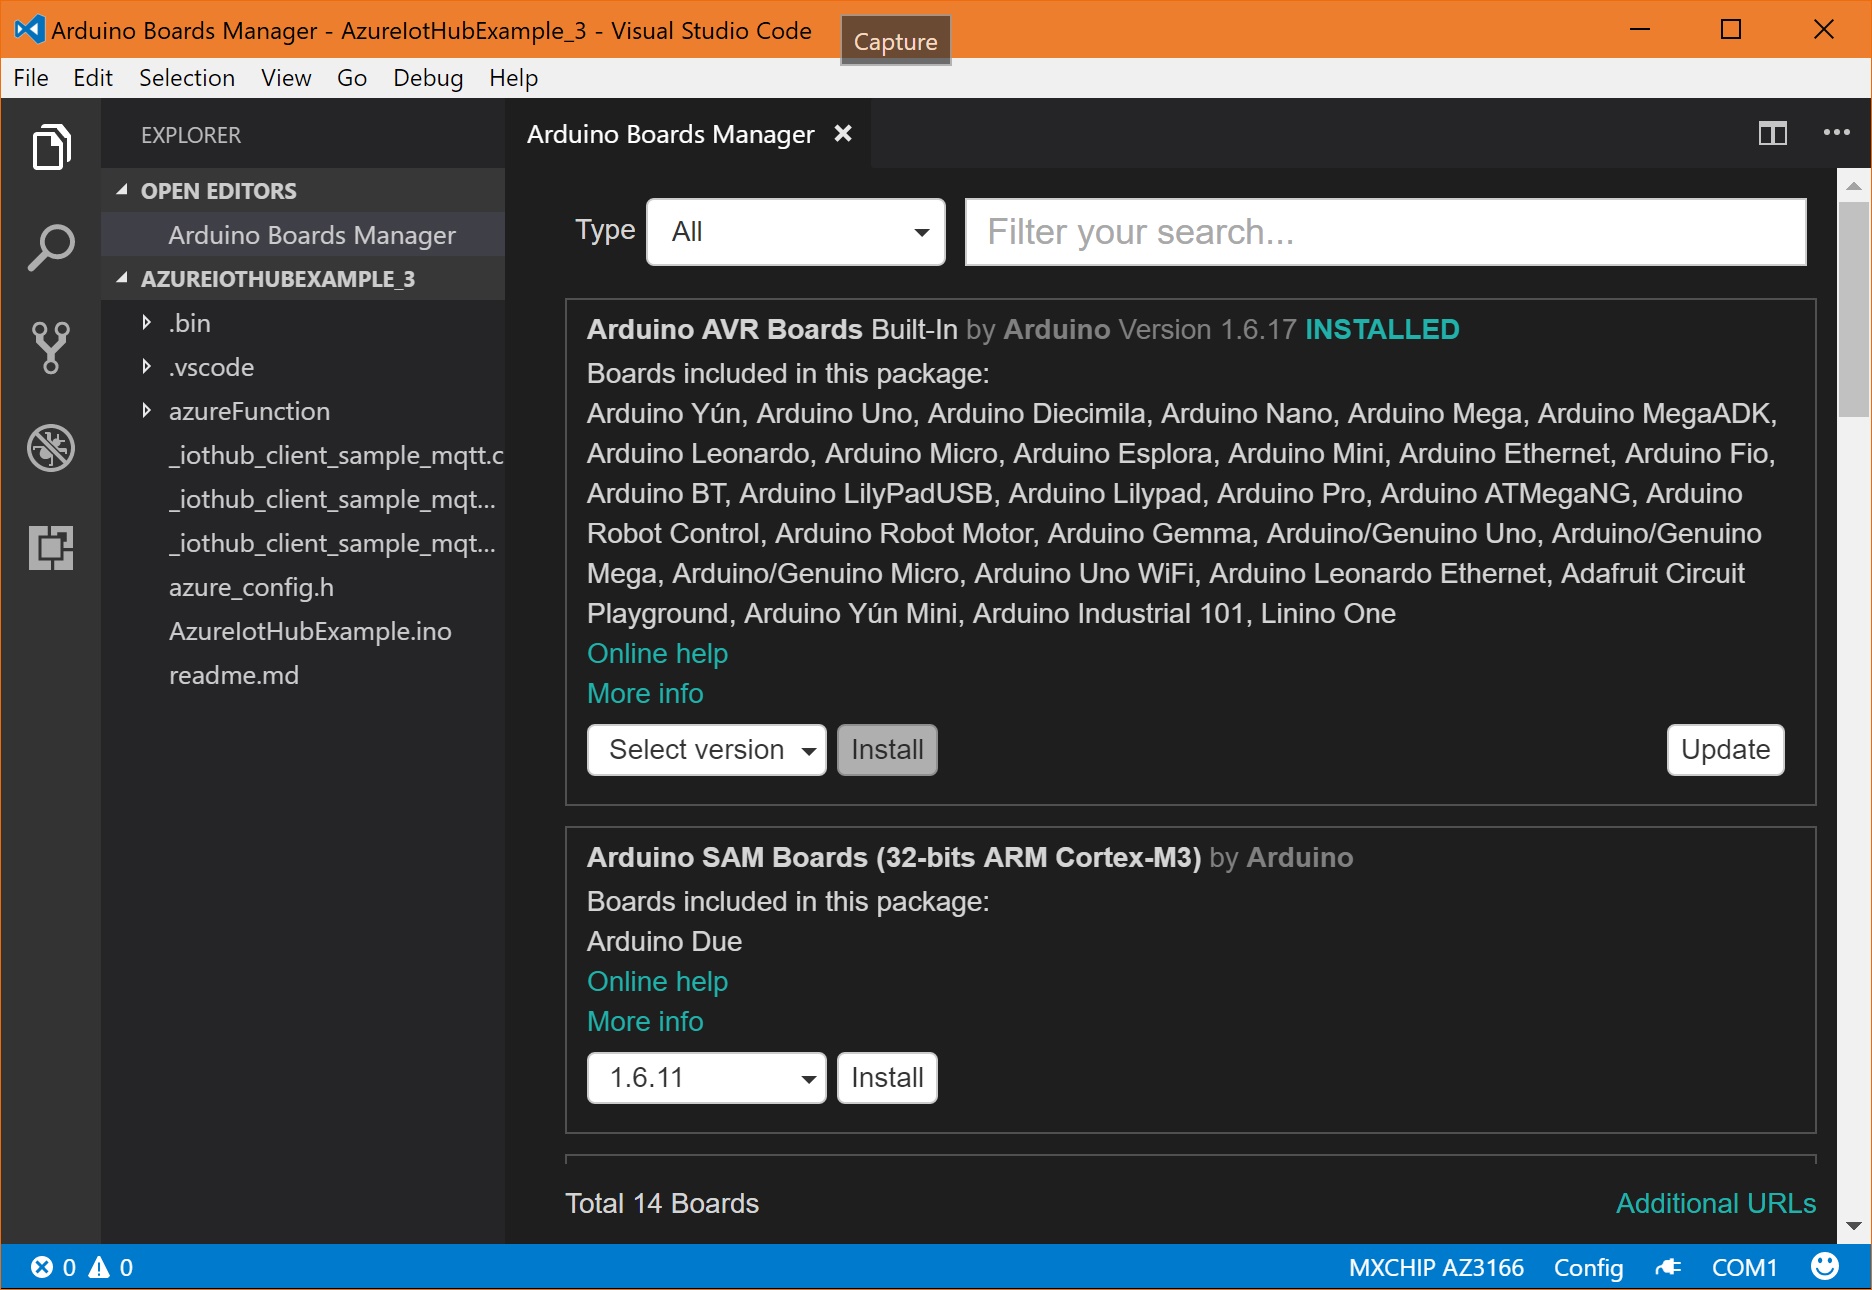 Arduino Boards Manager - AzureIotHubExample_3 - Visual Studio Code
Capture
File Edit Selection View Go Debug Help
EXPLORER
OPEN EDITORS
Arduino Boards Manager
AZUREIOTHUBEXAMPLE_3
.bin
.vscode
azureFunction
_iothub_client_sample_mqtt.c
_iothub_client_sample_mqt...
_iothub_client_sample_mqt...
azure_config.h
AzureIotHubExample.ino
readme.md
Arduino Boards Manager
Type All Filter your search...
Arduino AVR Boards Built-In by Arduino Version 1.6.17 INSTALLED
Boards included in this package:
Arduino Yún, Arduino Uno, Arduino Diecimila, Arduino Nano, Arduino Mega, Arduino MegaADK,
Arduino Leonardo, Arduino Micro, Arduino Esplora, Arduino Mini, Arduino Ethernet, Arduino Fio,
Arduino BT, Arduino LilyPadUSB, Arduino Lilypad, Arduino Pro, Arduino ATMegaNG, Arduino
Robot Control, Arduino Robot Motor, Arduino Gemma, Arduino/Genuino Uno, Arduino/Genuino
Mega, Arduino/Genuino Micro, Arduino Uno WiFi, Arduino Leonardo Ethernet, Adafruit Circuit
Playground, Arduino Yún Mini, Arduino Industrial 101, Linino One
Online help
More info
Select version Install Update
Arduino SAM Boards (32-bits ARM Cortex-M3) by Arduino
Boards included in this package:
Arduino Due
Online help
More info
1.6.11 Install
Total 14 Boards Additional URLs
0 0 MXCHIP AZ3166 Config COM1